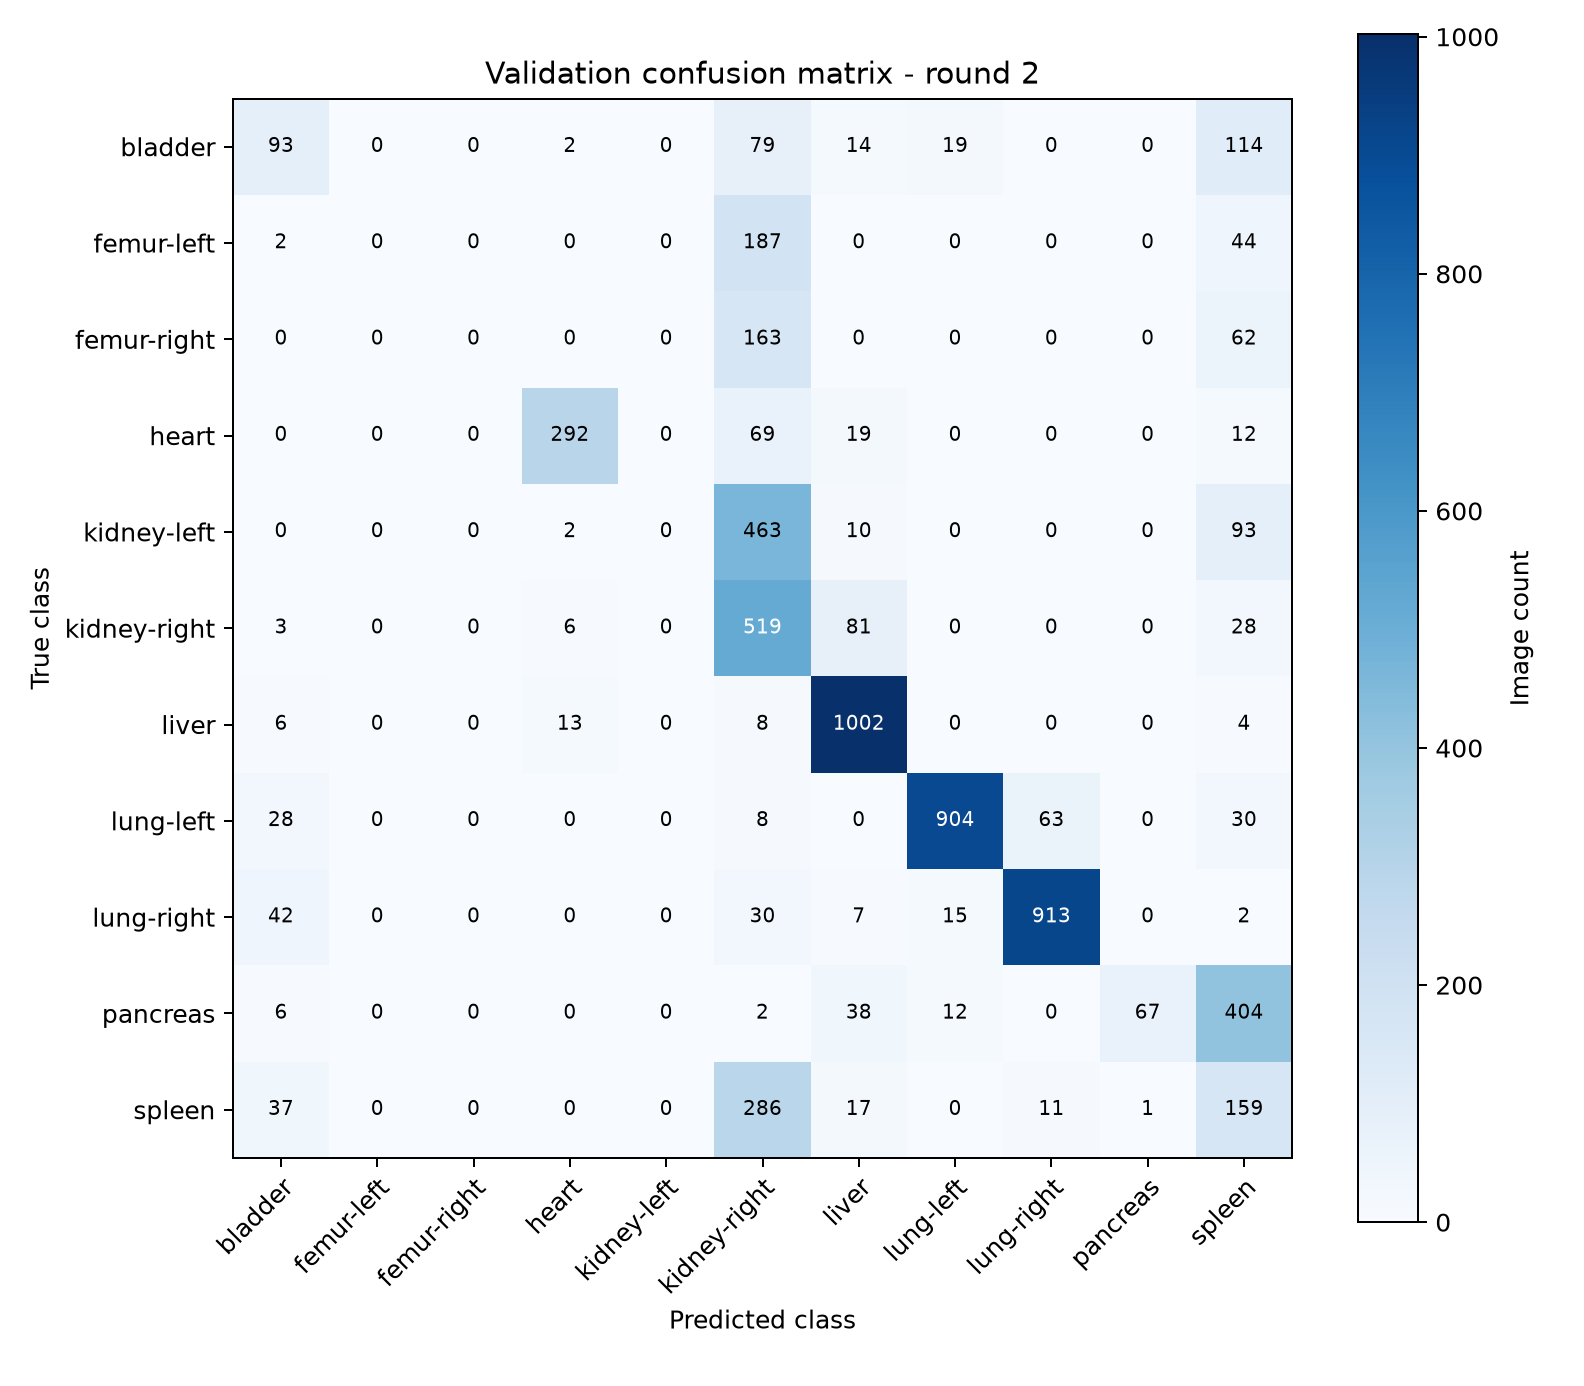 Validation confusion matrix - round 2
True class
bladder 93 0 0 2 0 79 14 19 0 0 114
femur-left 2 0 0 0 0 187 0 0 0 0 44
femur-right 0 0 0 0 0 163 0 0 0 0 62
heart 0 0 0 292 0 69 19 0 0 0 12
kidney-left 0 0 0 2 0 463 10 0 0 0 93
kidney-right 3 0 0 6 0 519 81 0 0 0 28
liver 6 0 0 13 0 8 1002 0 0 0 4
lung-left 28 0 0 0 0 8 0 904 63 0 30
lung-right 42 0 0 0 0 30 7 15 913 0 2
pancreas 6 0 0 0 0 2 38 12 0 67 404
spleen 37 0 0 0 0 286 17 0 11 1 159
bladder femur-left femur-right heart kidney-left kidney-right liver lung-left lung-right pancreas spleen
Predicted class
1000
800
600
400
200
0
Image count